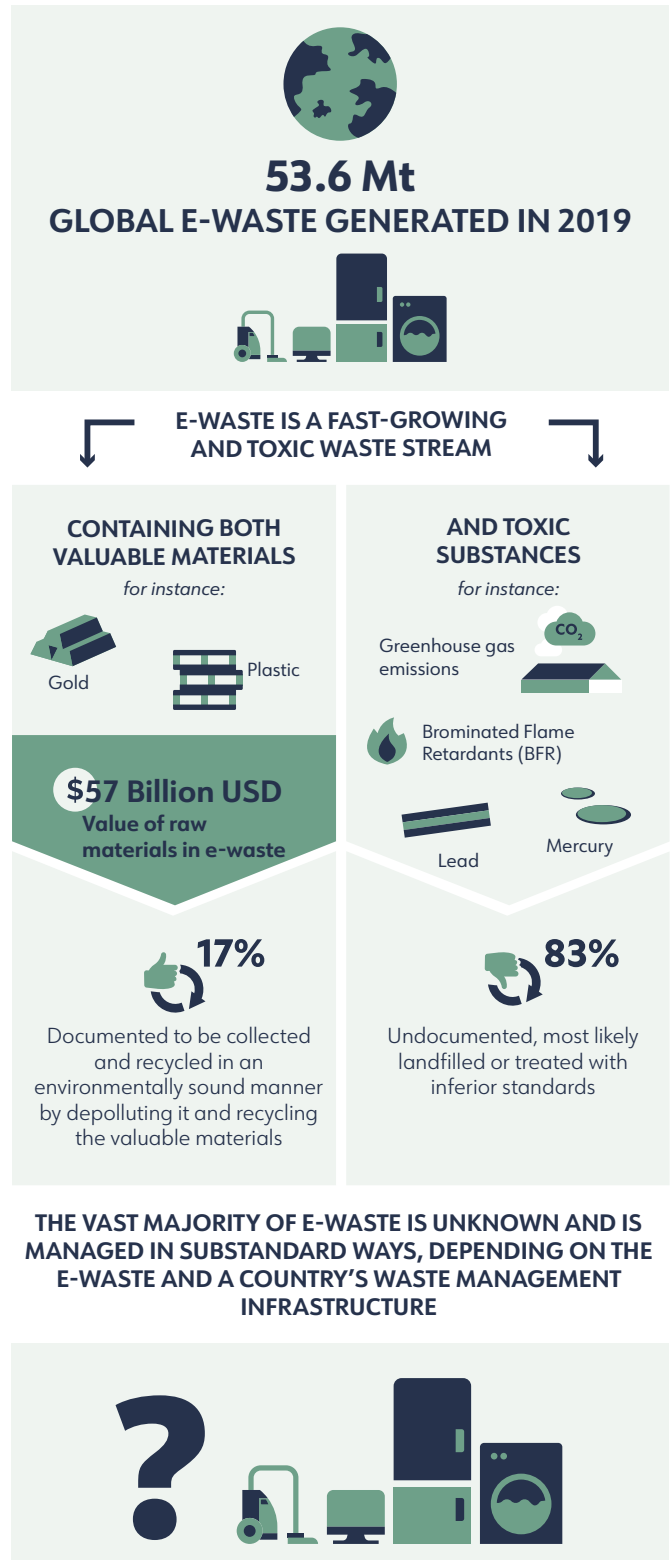 53.6 Mt
GLOBAL E-WASTE GENERATED IN 2019
E-WASTE IS A FAST-GROWING
AND TOXIC WASTE STREAM
CONTAINING BOTH
VALUABLE MATERIALS
for instance:
Gold
Plastic
$57 Billion USD
Value of raw
materials in e-waste
17%
Documented to be collected
and recycled in an
environmentally sound manner
by depolluting it and recycling
the valuable materials
AND TOXIC
SUBSTANCES
for instance:
Greenhouse gas
emissions
CO₂
Brominated Flame
Retardants (BFR)
Lead
Mercury
83%
Undocumented, most likely
landfilled or treated with
inferior standards
THE VAST MAJORITY OF E-WASTE IS UNKNOWN AND IS
MANAGED IN SUBSTANDARD WAYS, DEPENDING ON THE
E-WASTE AND A COUNTRY’S WASTE MANAGEMENT
INFRASTRUCTURE
?